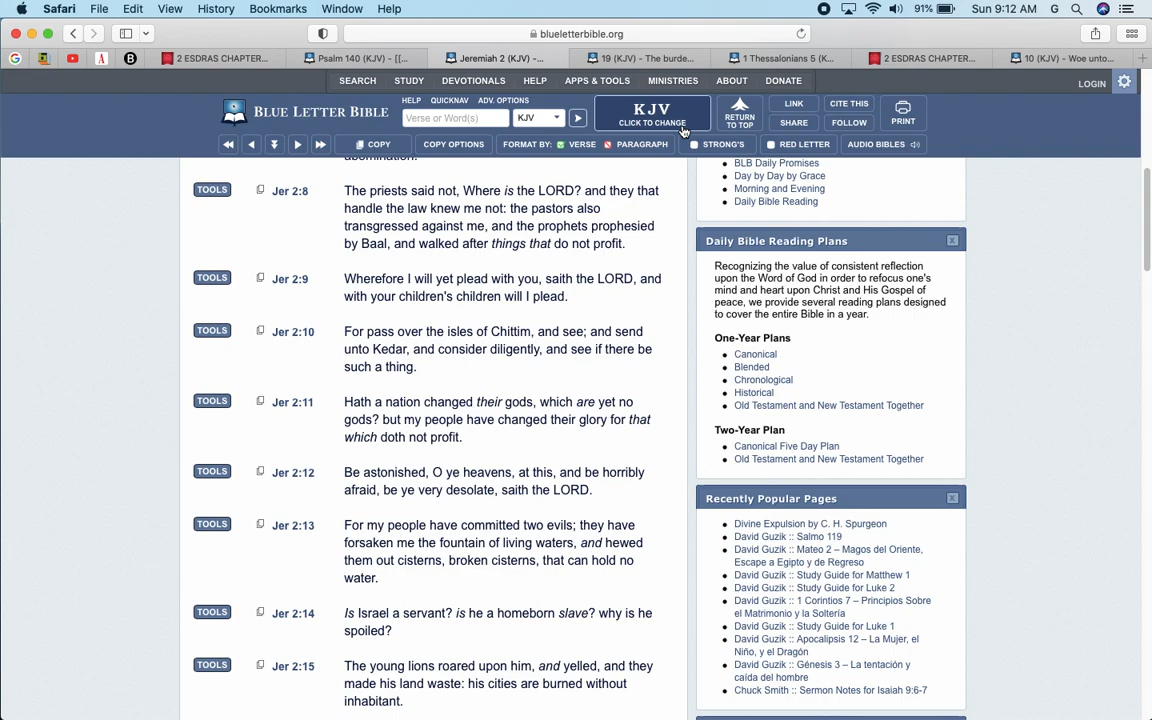 Safari File Edit View History Bookmarks Window Help 91% Sun 9:12 AM G
blueletterbible.org
G A B 2 ESDRAS CHAPTER... Psalm 140 (KJV) - [[... Jeremiah 2 (KJV) -... 19 (KJV) - The burde... 1 Thessalonians 5 (K... 2 ESDRAS CHAPTER... 10 (KJV) - Woe unto...
SEARCH STUDY DEVOTIONALS HELP APPS & TOOLS MINISTRIES ABOUT DONATE LOGIN
BLUE LETTER BIBLE
HELP QUICKNAV ADV. OPTIONS
Verse or Word(s) KJV
KJV
CLICK TO CHANGE
RETURN
TO TOP
LINK CITE THIS
SHARE FOLLOW
PRINT
COPY COPY OPTIONS FORMAT BY: VERSE PARAGRAPH STRONG'S RED LETTER AUDIO BIBLES
abomination.
TOOLS Jer 2:8 The priests said not, Where is the LORD? and they that
handle the law knew me not: the pastors also
transgressed against me, and the prophets prophesied
by Baal, and walked after things that do not profit.
TOOLS Jer 2:9 Wherefore I will yet plead with you, saith the LORD, and
with your children's children will I plead.
TOOLS Jer 2:10 For pass over the isles of Chittim, and see; and send
unto Kedar, and consider diligently, and see if there be
such a thing.
TOOLS Jer 2:11 Hath a nation changed their gods, which are yet no
gods? but my people have changed their glory for that
which doth not profit.
TOOLS Jer 2:12 Be astonished, O ye heavens, at this, and be horribly
afraid, be ye very desolate, saith the LORD.
TOOLS Jer 2:13 For my people have committed two evils; they have
forsaken me the fountain of living waters, and hewed
them out cisterns, broken cisterns, that can hold no
water.
TOOLS Jer 2:14 Is Israel a servant? is he a homeborn slave? why is he
spoiled?
TOOLS Jer 2:15 The young lions roared upon him, and yelled, and they
made his land waste: his cities are burned without
inhabitant.
BLB Daily Promises
Day by Day by Grace
Morning and Evening
Daily Bible Reading
Daily Bible Reading Plans x
Recognizing the value of consistent reflection
upon the Word of God in order to refocus one's
mind and heart upon Christ and His Gospel of
peace, we provide several reading plans designed
to cover the entire Bible in a year.
One-Year Plans
Canonical
Blended
Chronological
Historical
Old Testament and New Testament Together
Two-Year Plan
Canonical Five Day Plan
Old Testament and New Testament Together
Recently Popular Pages x
Divine Expulsion by C. H. Spurgeon
David Guzik :: Salmo 119
David Guzik :: Mateo 2 – Magos del Oriente,
Escape a Egipto y de Regreso
David Guzik :: Study Guide for Matthew 1
David Guzik :: Study Guide for Luke 2
David Guzik :: 1 Corintios 7 – Principios Sobre
el Matrimonio y la Soltería
David Guzik :: Study Guide for Luke 1
David Guzik :: Apocalipsis 12 – La Mujer, el
Niño, y el Dragón
David Guzik :: Génesis 3 – La tentación y
caída del hombre
Chuck Smith :: Sermon Notes for Isaiah 9:6-7